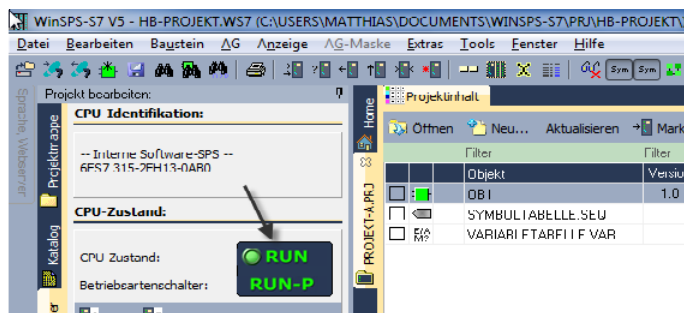 WinSPS-S7 V5 - HB-PROJEKT.WS7 (C:\USERS\MATTHIAS\DOCUMENTS\WINSPS-S7\PRJ\HB-PROJEKT\
Datei Bearbeiten Baustein AG Anzeige AG-Maske Extras Tools Fenster Hilfe
Sym Sym
Sprache, Webserver
Projektmappe
Katalog
Projekt bearbeiten:
CPU Identifikation:
-- Interne Software-SPS --
6ES7 315-2EH13-0AB0
CPU-Zustand:
CPU Zustand:
RUN
Betriebsartenschalter:
RUN-P
Home
PROJEKT-A.PRJ
Projektinhalt
Öffnen Neu... Aktualisieren Mark
Filter Filter
Objekt Versio
OB1 1.0
SYMBOLTABELLE.SEQ
VARIABLETABELLE.VAR